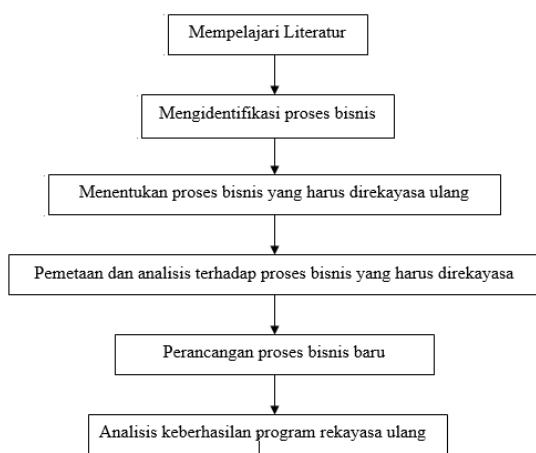 Mempelajari Literatur
Mengidentifikasi proses bisnis
Menentukan proses bisnis yang harus direkayasa ulang
Pemetaan dan analisis terhadap proses bisnis yang harus direkayasa
Perancangan proses bisnis baru
Analisis keberhasilan program rekayasa ulang